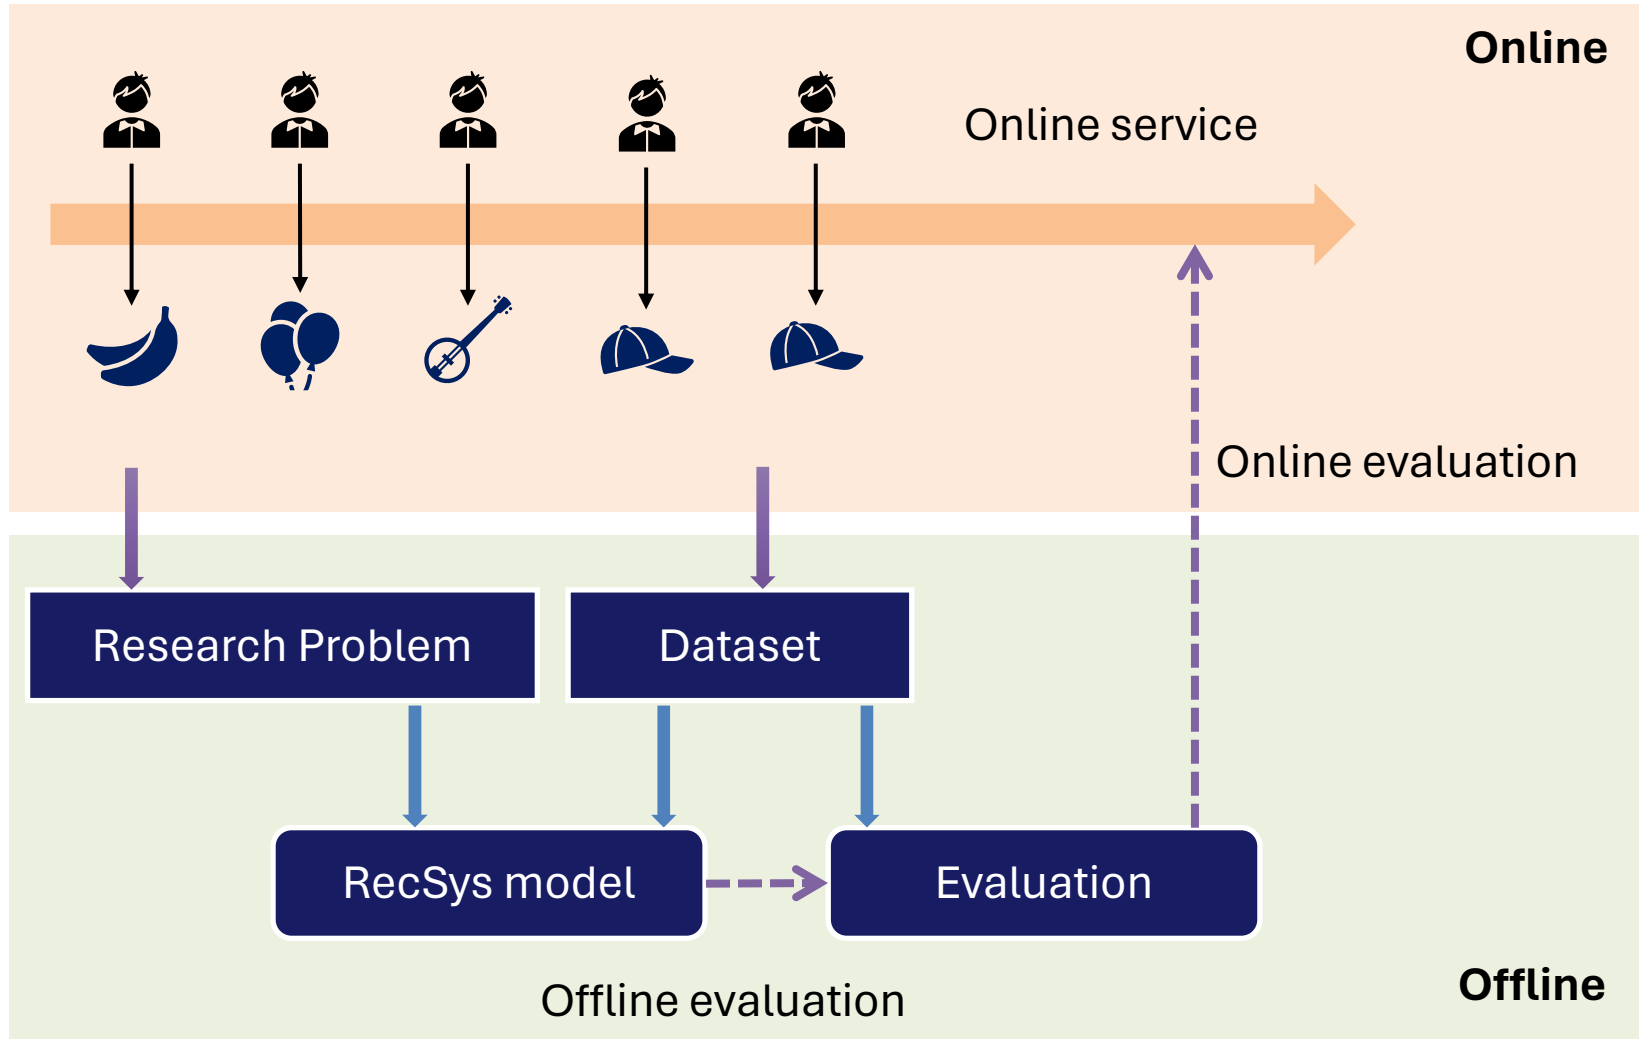 Online
Online service
Online evaluation
Research Problem
Dataset
RecSys model
Evaluation
Offline
Offline evaluation